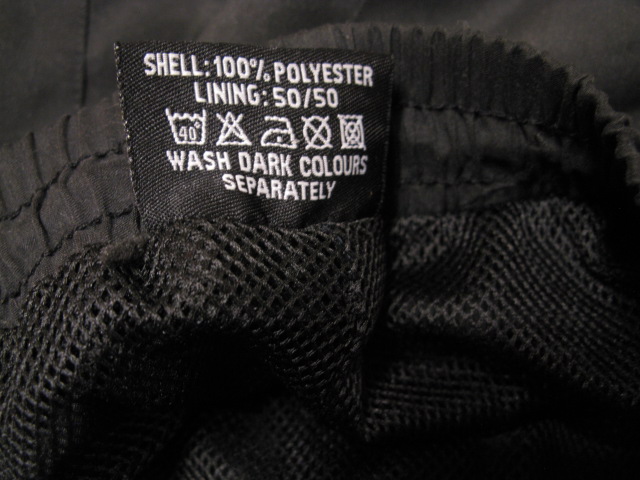 SHELL: 100% POLYESTER
LINING: 50/50
40
WASH DARK COLOURS
SEPARATELY